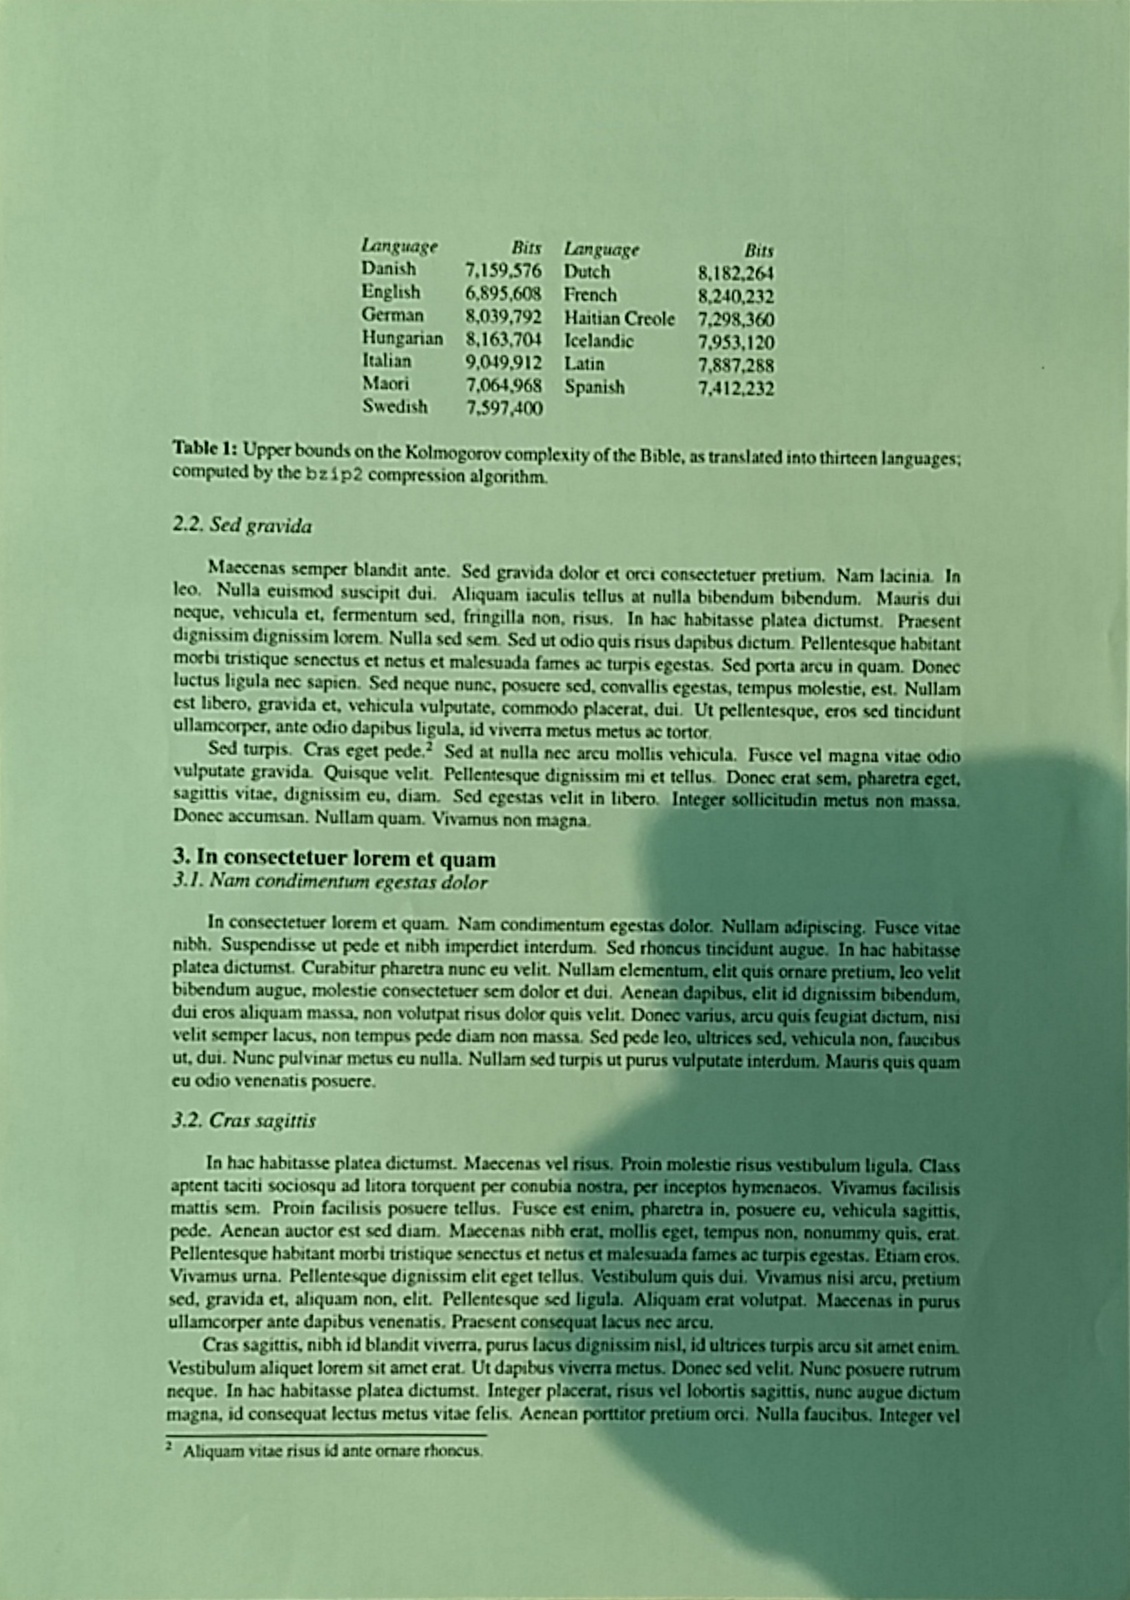 Language Bits Language Bits
Danish 7,159,576 Dutch 8,182,264
English 6,895,608 French 8,240,232
German 8,039,792 Haitian Creole 7,298,360
Hungarian 8,163,704 Icelandic 7,953,120
Italian 9,049,912 Latin 7,887,288
Maori 7,064,968 Spanish 7,412,232
Swedish 7,597,400
Table 1: Upper bounds on the Kolmogorov complexity of the Bible, as translated into thirteen languages;
computed by the bzip2 compression algorithm.
2.2. Sed gravida
Maecenas semper blandit ante. Sed gravida dolor et orci consectetuer pretium. Nam lacinia. In
leo. Nulla euismod suscipit dui. Aliquam iaculis tellus at nulla bibendum bibendum. Mauris dui
neque, vehicula et, fermentum sed, fringilla non, risus. In hac habitasse platea dictumst. Praesent
dignissim dignissim lorem. Nulla sed sem. Sed ut odio quis risus dapibus dictum. Pellentesque habitant
morbi tristique senectus et netus et malesuada fames ac turpis egestas. Sed porta arcu in quam. Donec
luctus ligula nec sapien. Sed neque nunc, posuere sed, convallis egestas, tempus molestie, est. Nullam
est libero, gravida et, vehicula vulputate, commodo placerat, dui. Ut pellentesque, eros sed tincidunt
ullamcorper, ante odio dapibus ligula, id viverra metus metus ac tortor.
Sed turpis. Cras eget pede.² Sed at nulla nec arcu mollis vehicula. Fusce vel magna vitae odio
vulputate gravida. Quisque velit. Pellentesque dignissim mi et tellus. Donec erat sem, pharetra eget,
sagittis vitae, dignissim eu, diam. Sed egestas velit in libero. Integer sollicitudin metus non massa.
Donec accumsan. Nullam quam. Vivamus non magna.
3. In consectetuer lorem et quam
3.1. Nam condimentum egestas dolor
In consectetuer lorem et quam. Nam condimentum egestas dolor. Nullam adipiscing. Fusce vitae
nibh. Suspendisse ut pede et nibh imperdiet interdum. Sed rhoncus tincidunt augue. In hac habitasse
platea dictumst. Curabitur pharetra nunc eu velit. Nullam elementum, elit quis ornare pretium, leo velit
bibendum augue, molestie consectetuer sem dolor et dui. Aenean dapibus, elit id dignissim bibendum,
dui eros aliquam massa, non volutpat risus dolor quis velit. Donec varius, arcu quis feugiat dictum, nisi
velit semper lacus, non tempus pede diam non massa. Sed pede leo, ultrices sed, vehicula non, faucibus
ut, dui. Nunc pulvinar metus eu nulla. Nullam sed turpis ut purus vulputate interdum. Mauris quis quam
eu odio venenatis posuere.
3.2. Cras sagittis
In hac habitasse platea dictumst. Maecenas vel risus. Proin molestie risus vestibulum ligula. Class
aptent taciti sociosqu ad litora torquent per conubia nostra, per inceptos hymenaeos. Vivamus facilisis
mattis sem. Proin facilisis posuere tellus. Fusce est enim, pharetra in, posuere eu, vehicula sagittis,
pede. Aenean auctor est sed diam. Maecenas nibh erat, mollis eget, tempus non, nonummy quis, erat.
Pellentesque habitant morbi tristique senectus et netus et malesuada fames ac turpis egestas. Etiam eros.
Vivamus urna. Pellentesque dignissim elit eget tellus. Vestibulum quis dui. Vivamus nisi arcu, pretium
sed, gravida et, aliquam non, elit. Pellentesque sed ligula. Aliquam erat volutpat. Maecenas in purus
ullamcorper ante dapibus venenatis. Praesent consequat lacus nec arcu.
Cras sagittis, nibh id blandit viverra, purus lacus dignissim nisl, id ultrices turpis arcu sit amet enim.
Vestibulum aliquet lorem sit amet erat. Ut dapibus viverra metus. Donec sed velit. Nunc posuere rutrum
neque. In hac habitasse platea dictumst. Integer placerat, risus vel lobortis sagittis, nunc augue dictum
magna, id consequat lectus metus vitae felis. Aenean porttitor pretium orci. Nulla faucibus. Integer vel
² Aliquam vitae risus id ante ornare rhoncus.